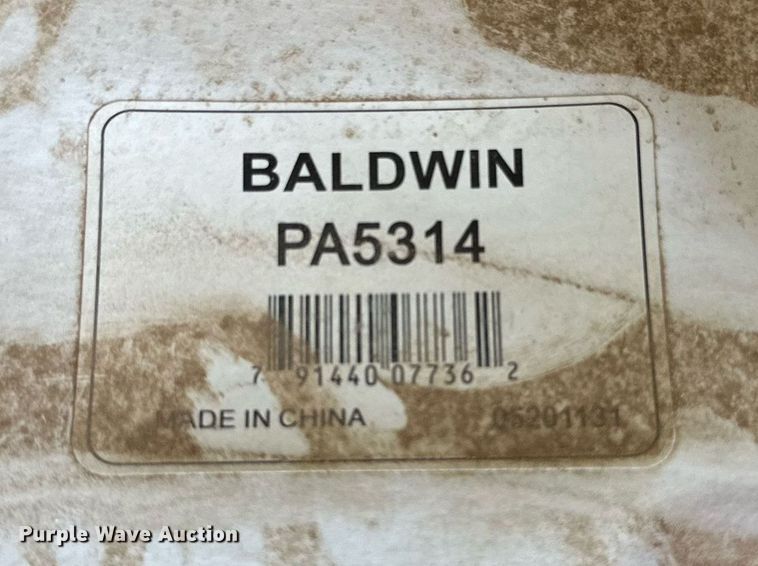 BALDWIN
PA5314
7 91440 07736 2
MADE IN CHINA 05201131
Purple Wave Auction